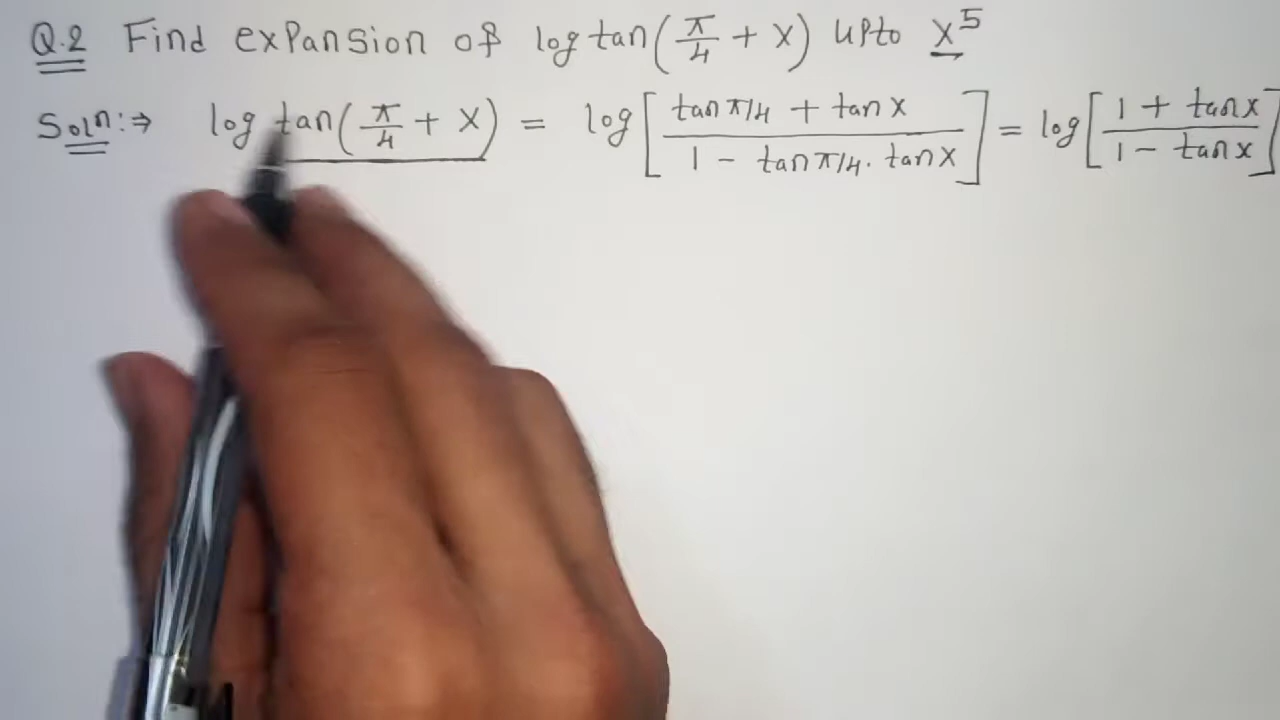 Q.2 Find expansion of log tan(π/4 + x) upto x^5
Solⁿ:⇒ log tan(π/4 + x) = log[(tan π/4 + tan x)/(1 - tan π/4 . tan x)] = log[(1 + tan x)/(1 - tan x)]